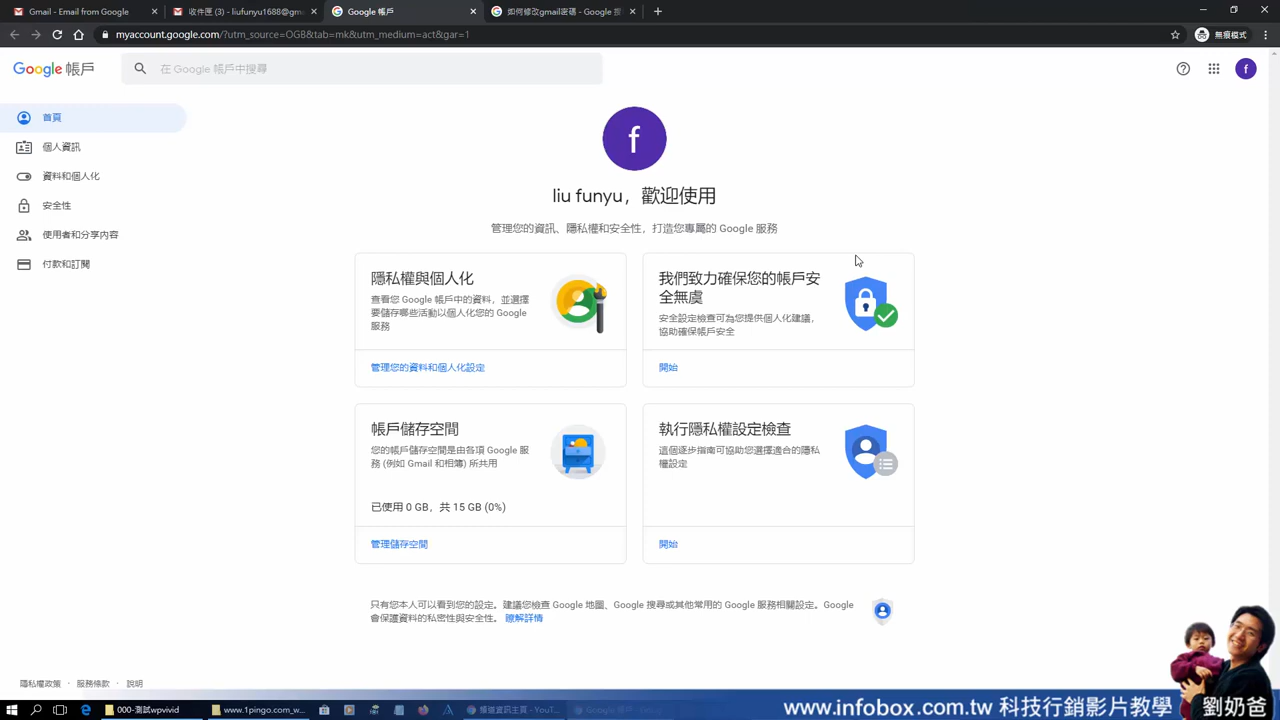 Gmail - Email from Google
收件匣 (3) - liufunyu1688@gm
Google 帳戶
如何修改gmail密碼 - Google 搜
myaccount.google.com/?utm_source=OGB&tab=mk&utm_medium=act&gar=1
無痕模式
Google 帳戶
在 Google 帳戶中搜尋
f
首頁
個人資訊
資料和個人化
安全性
使用者和分享內容
付款和訂閱
f
liu funyu，歡迎使用
管理您的資訊、隱私權和安全性，打造您專屬的 Google 服務
隱私權與個人化
查看您 Google 帳戶中的資料，並選擇
要儲存哪些活動以個人化您的 Google
服務
管理您的資料和個人化設定
我們致力確保您的帳戶安
全無虞
安全設定檢查可為您提供個人化建議，
協助確保帳戶安全
開始
帳戶儲存空間
您的帳戶儲存空間是由各項 Google 服
務 (例如 Gmail 和相簿) 所共用
已使用 0 GB，共 15 GB (0%)
管理儲存空間
執行隱私權設定檢查
這個逐步指南可協助您選擇適合的隱私
權設定
開始
只有您本人可以看到您的設定。建議您檢查 Google 地圖、Google 搜尋或其他常用的 Google 服務相關設定。Google
會保護資料的私密性與安全性。 瞭解詳情
隱私權政策 · 服務條款 · 說明
000-測試wpvivid
www.1pingo.com_w...
頻道資訊主頁 - YouT...
Google 帳戶
www.infobox.com.tw 科技行銷影片教學
劉奶爸